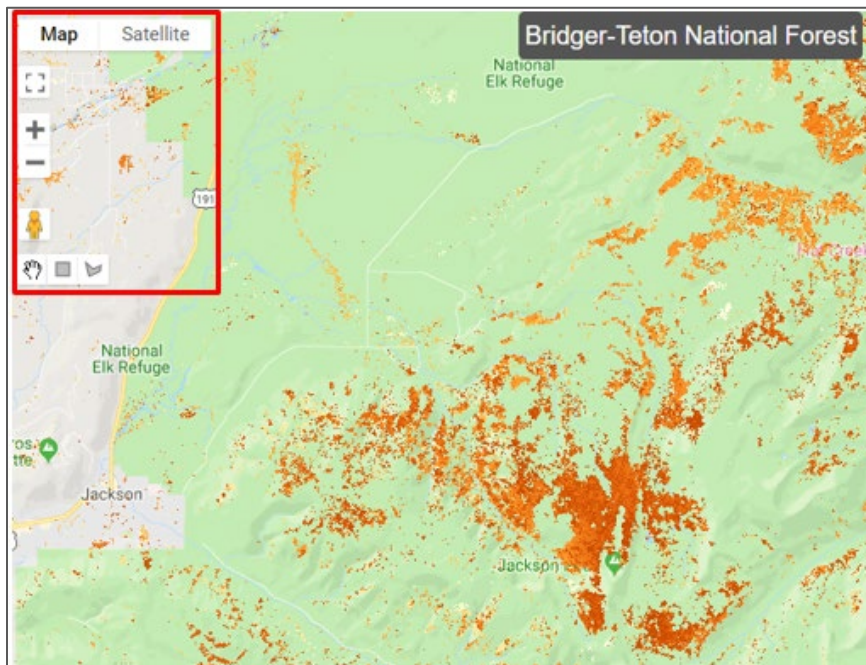 Map Satellite
Bridger-Teton National Forest
National
Elk Refuge
191
National
Elk Refuge
Jackson
Jackson